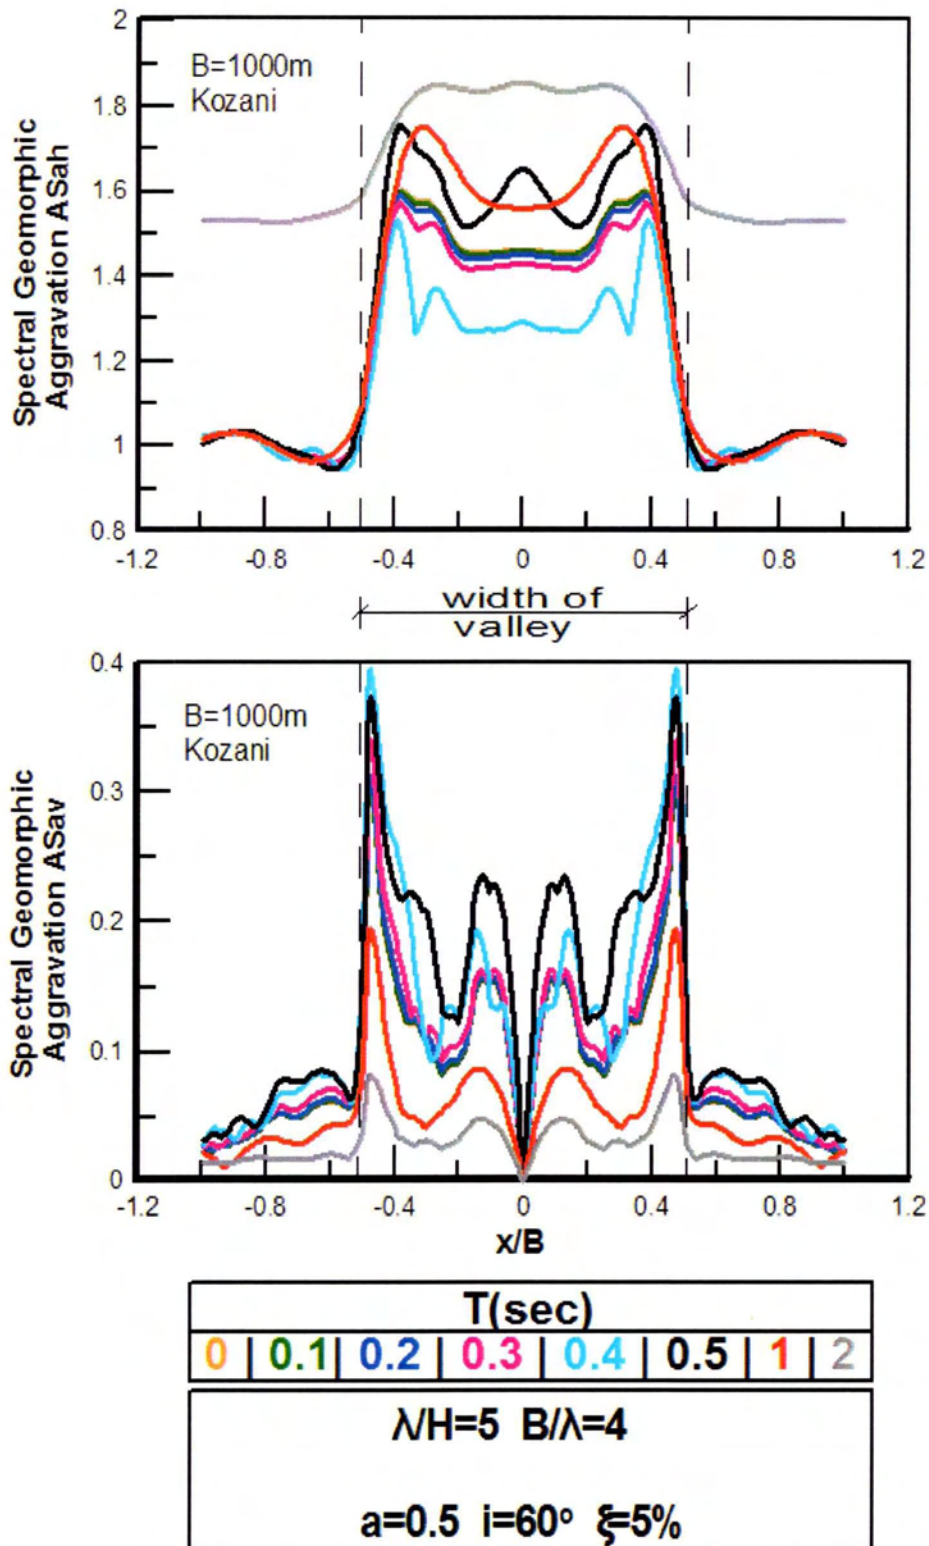 2
B=1000m
Kozani
1.8
1.6
1.4
1.2
1
0.8
Spectral Geomorphic
Aggravation ASah
-1.2 -0.8 -0.4 0 0.4 0.8 1.2
width of
valley
0.4
B=1000m
Kozani
0.3
0.2
0.1
0
Spectral Geomorphic
Aggravation ASav
-1.2 -0.8 -0.4 0 0.4 0.8 1.2
x/B
T(sec)
0 | 0.1 | 0.2 | 0.3 | 0.4 | 0.5 | 1 | 2
λ/H=5 B/λ=4
a=0.5 i=60° ξ=5%